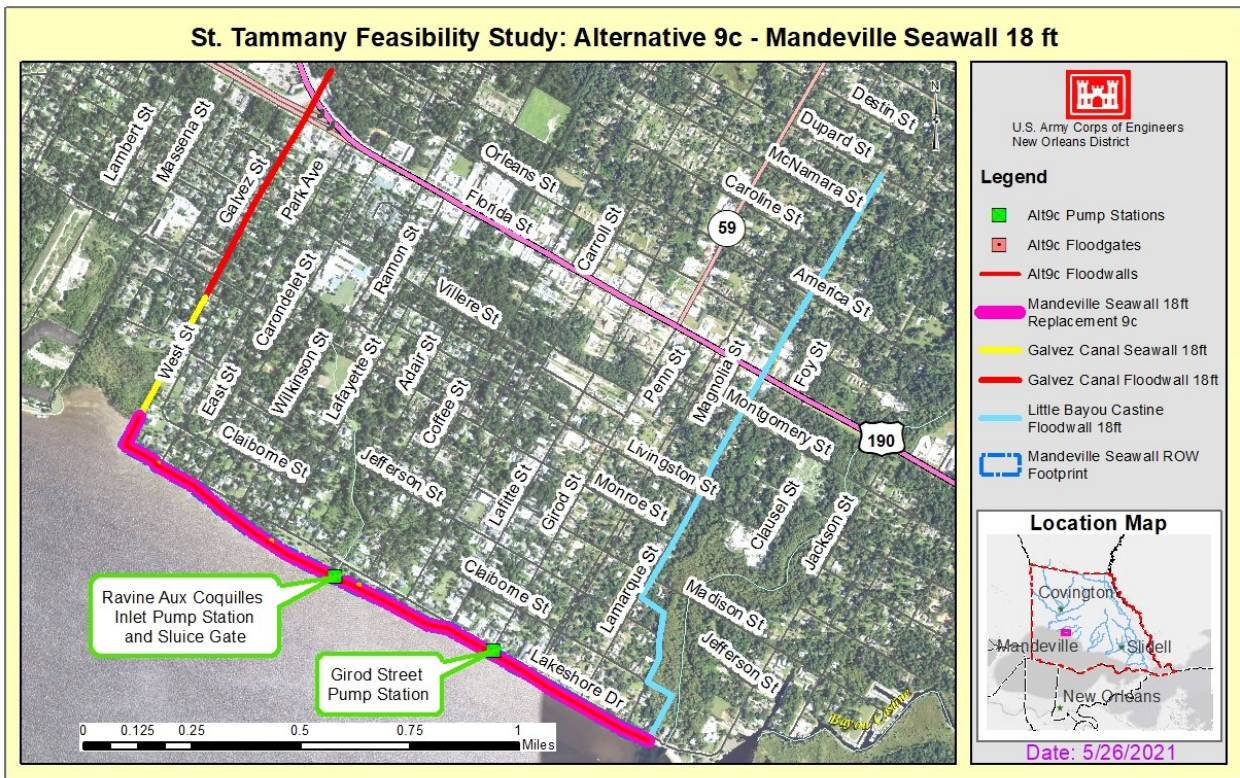 St. Tammany Feasibility Study: Alternative 9c - Mandeville Seawall 18 ft
Lambert St
Massena St
Galvez St
Park Ave
Orleans St
Florida St
Destin St
Dupard St
McNamara St
Caroline St
59
Carroll St
Ramon St
Carondelet St
Villere St
America St
West St
East St
Wilkinson St
Lafayette St
Adair St
Coffee St
Penn St
Magnolia St
Foy St
Montgomery St
190
Claiborne St
Jefferson St
Lafitte St
Girod St
Livingston St
Monroe St
Clausel St
Jackson St
Claiborne St
Lamarque St
Madison St
Jefferson St
Lakeshore Dr
Bayou Castine
Ravine Aux Coquilles
Inlet Pump Station
and Sluice Gate
Girod Street
Pump Station
0 0.125 0.25 0.5 0.75 1
Miles
N
U.S. Army Corps of Engineers
New Orleans District
Legend
Alt9c Pump Stations
Alt9c Floodgates
Alt9c Floodwalls
Mandeville Seawall 18ft
Replacement 9c
Galvez Canal Seawall 18ft
Galvez Canal Floodwall 18ft
Little Bayou Castine
Floodwall 18ft
Mandeville Seawall ROW
Footprint
Location Map
Covington
Mandeville
Slidell
New Orleans
Date: 5/26/2021